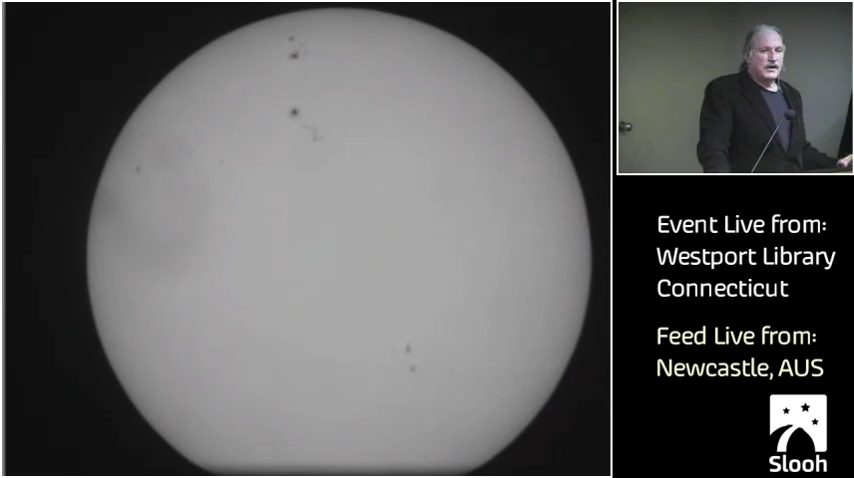 Event Live from:
Westport Library
Connecticut
Feed Live from:
Newcastle, AUS
Slooh